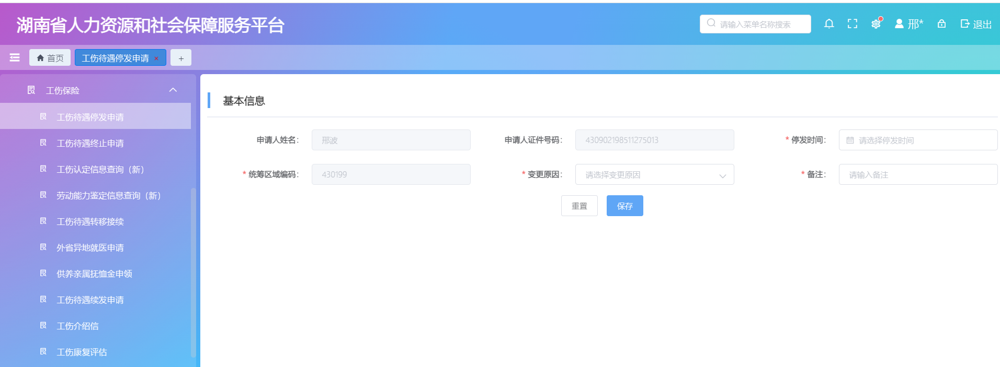 湖南省人力资源和社会保障服务平台
请输入菜单名称搜索
邢*
退出
首页
工伤待遇停发申请 ×
+
工伤保险
工伤待遇停发申请
工伤待遇终止申请
工伤认定信息查询（新）
劳动能力鉴定信息查询（新）
工伤待遇转移接续
外省异地就医申请
供养亲属抚恤金申领
工伤待遇续发申请
工伤介绍信
工伤康复评估
基本信息
申请人姓名： 邢波
申请人证件号码： 430902198511275013
* 停发时间： 请选择停发时间
* 统筹区域编码： 430199
* 变更原因： 请选择变更原因
* 备注： 请输入备注
重置
保存